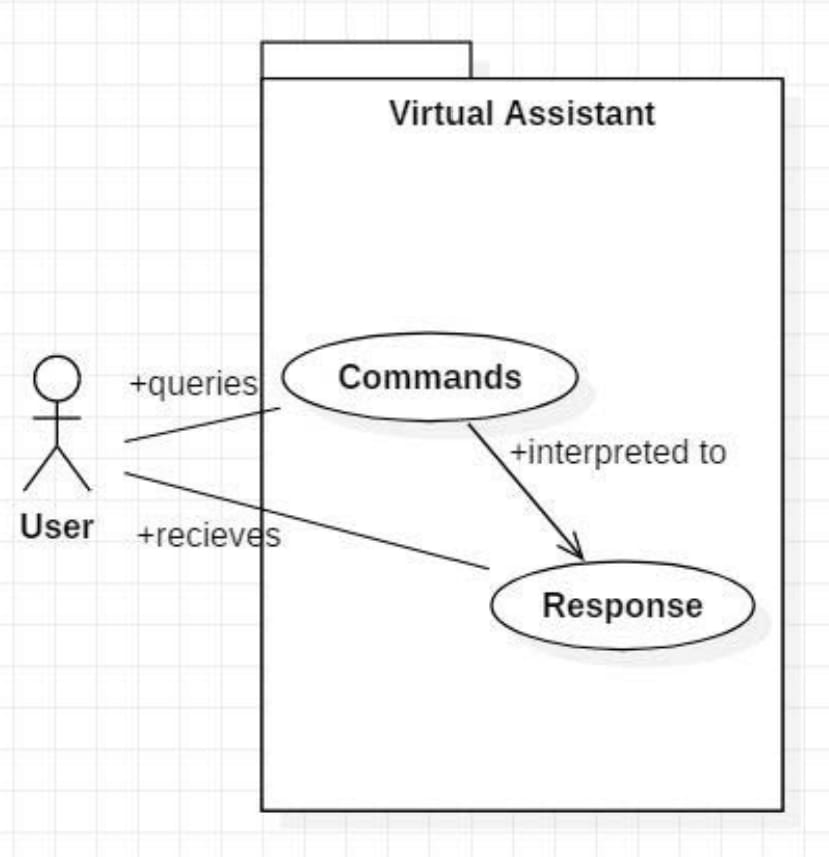 Virtual Assistant
+queries
Commands
+interpreted to
User
+recieves
Response